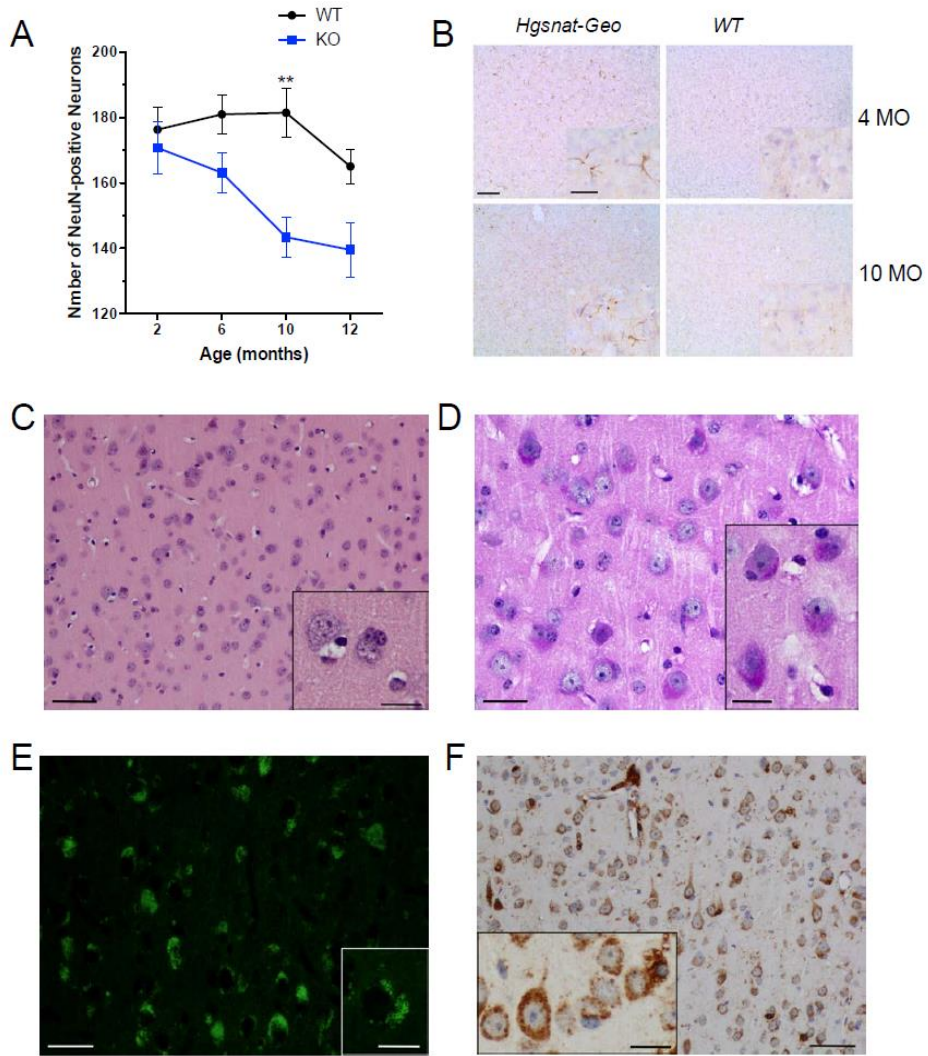 A
WT
KO
**
Nmber of NeuN-positive Neurons
200
180
160
140
120
2 6 10 12
Age (months)
B
Hgsnat-Geo WT
4 MO
10 MO
C
D
E
F